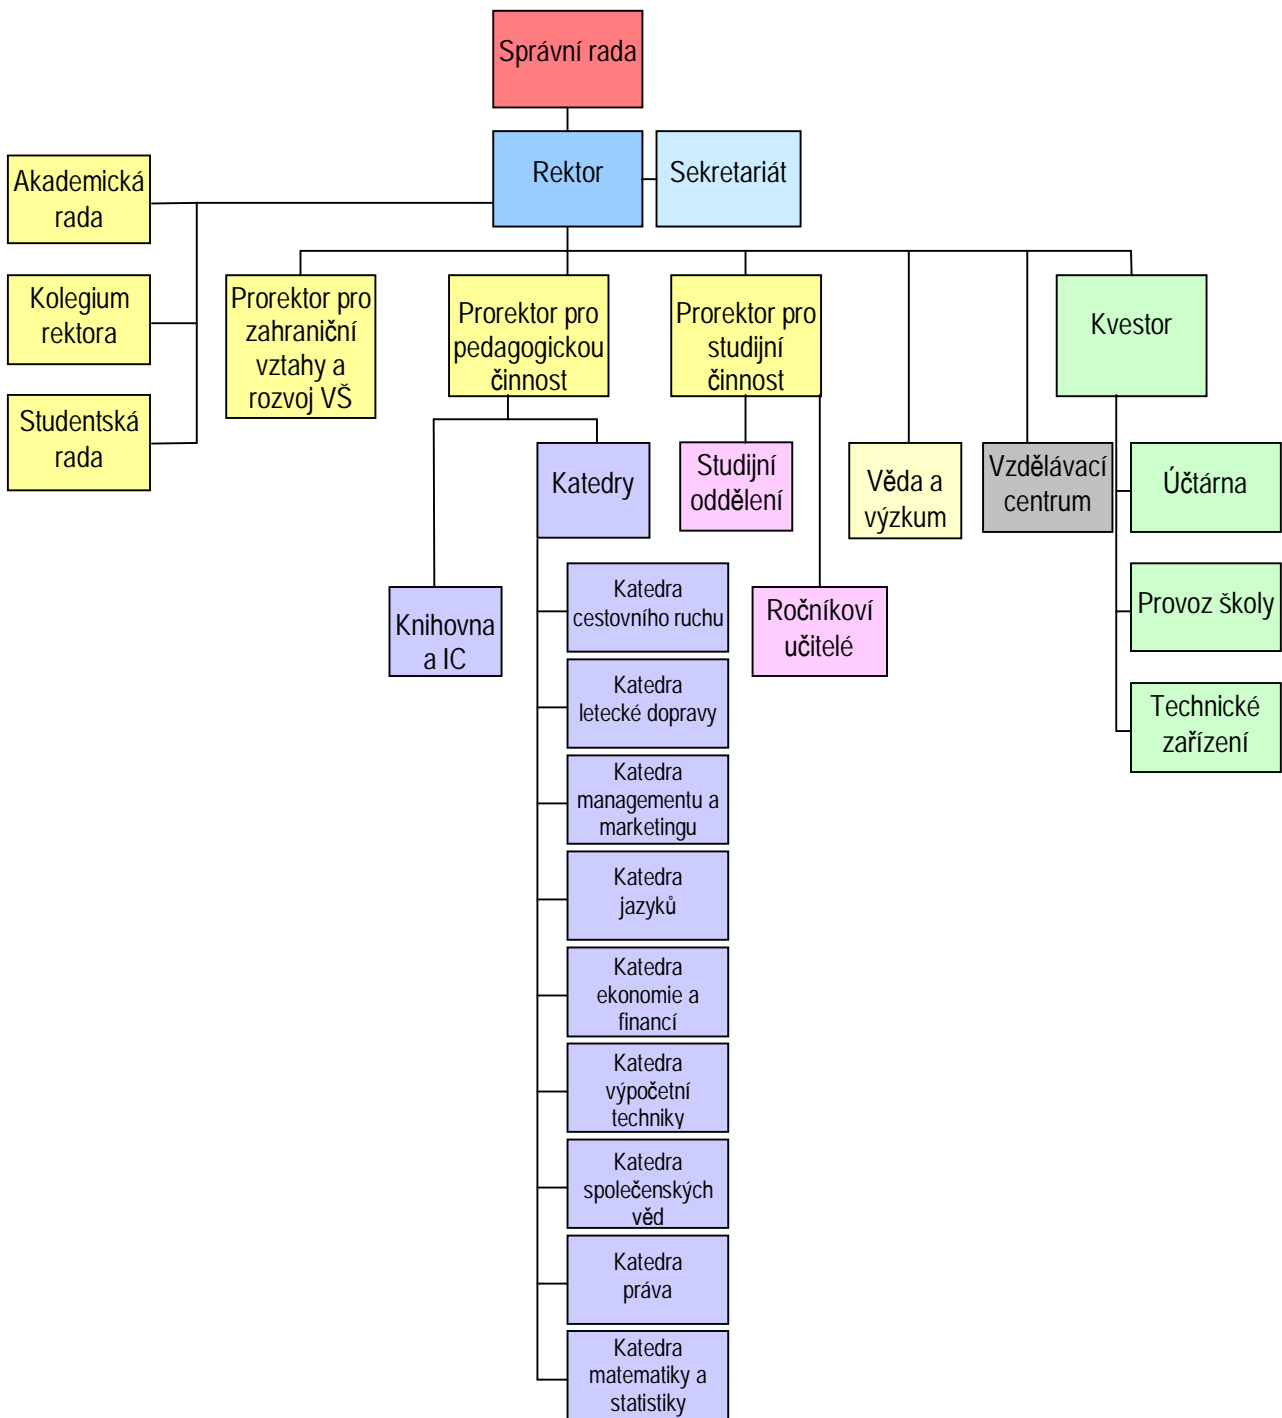 Správní rada
Rektor
Sekretariát
Akademická
rada
Kolegium
rektora
Studentská
rada
Prorektor pro
zahraniční
vztahy a
rozvoj VŠ
Prorektor pro
pedagogickou
činnost
Prorektor pro
studijní
činnost
Kvestor
Katedry
Studijní
oddělení
Věda a
výzkum
Vzdělávací
centrum
Účtárna
Knihovna
a IC
Ročníkoví
učitelé
Provoz školy
Technické
zařízení
Katedra
cestovního ruchu
Katedra
letecké dopravy
Katedra
managementu a
marketingu
Katedra
jazyků
Katedra
ekonomie a
financí
Katedra
výpočetní
techniky
Katedra
společenských
věd
Katedra
práva
Katedra
matematiky a
statistiky